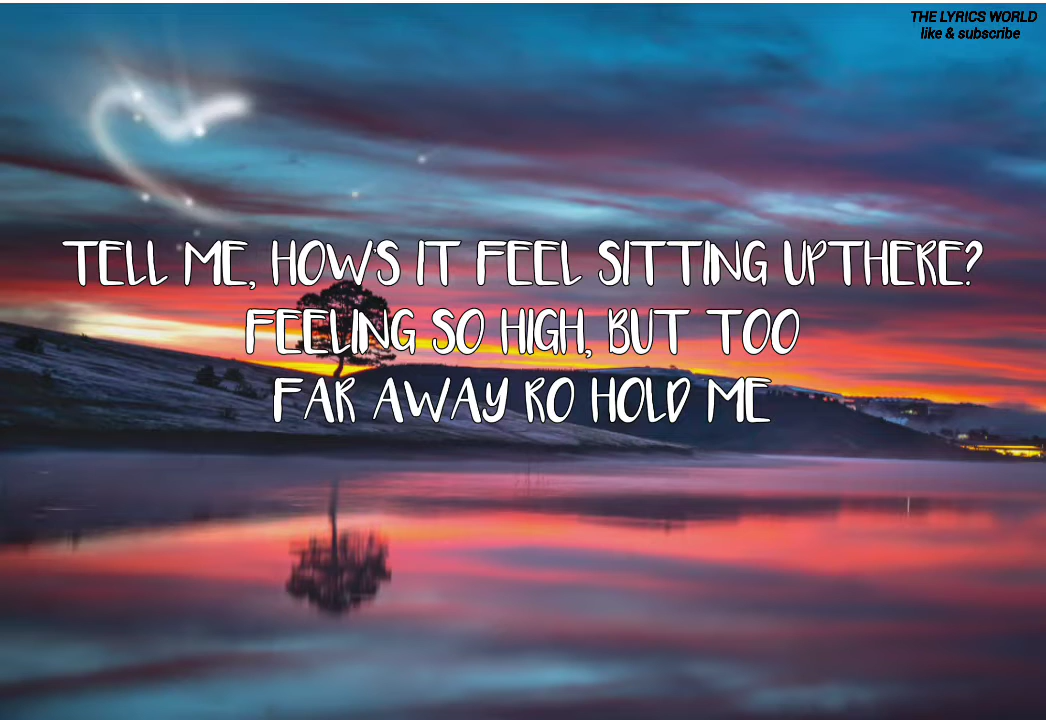 THE LYRICS WORLD
like & subscribe
TELL ME, HOW'S IT FEEL SITTING UPTHERE?
FEELING SO HIGH, BUT TOO
FAR AWAY RO HOLD ME